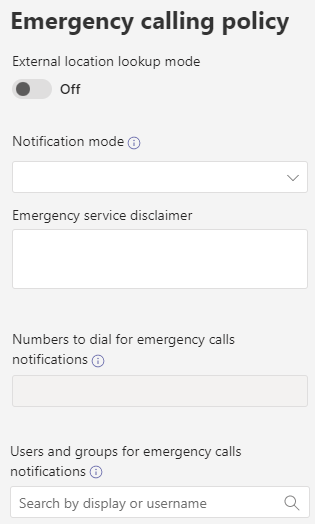 Emergency calling policy
External location lookup mode
Off
Notification mode
Emergency service disclaimer
Numbers to dial for emergency calls
notifications
Users and groups for emergency calls
notifications
Search by display or username